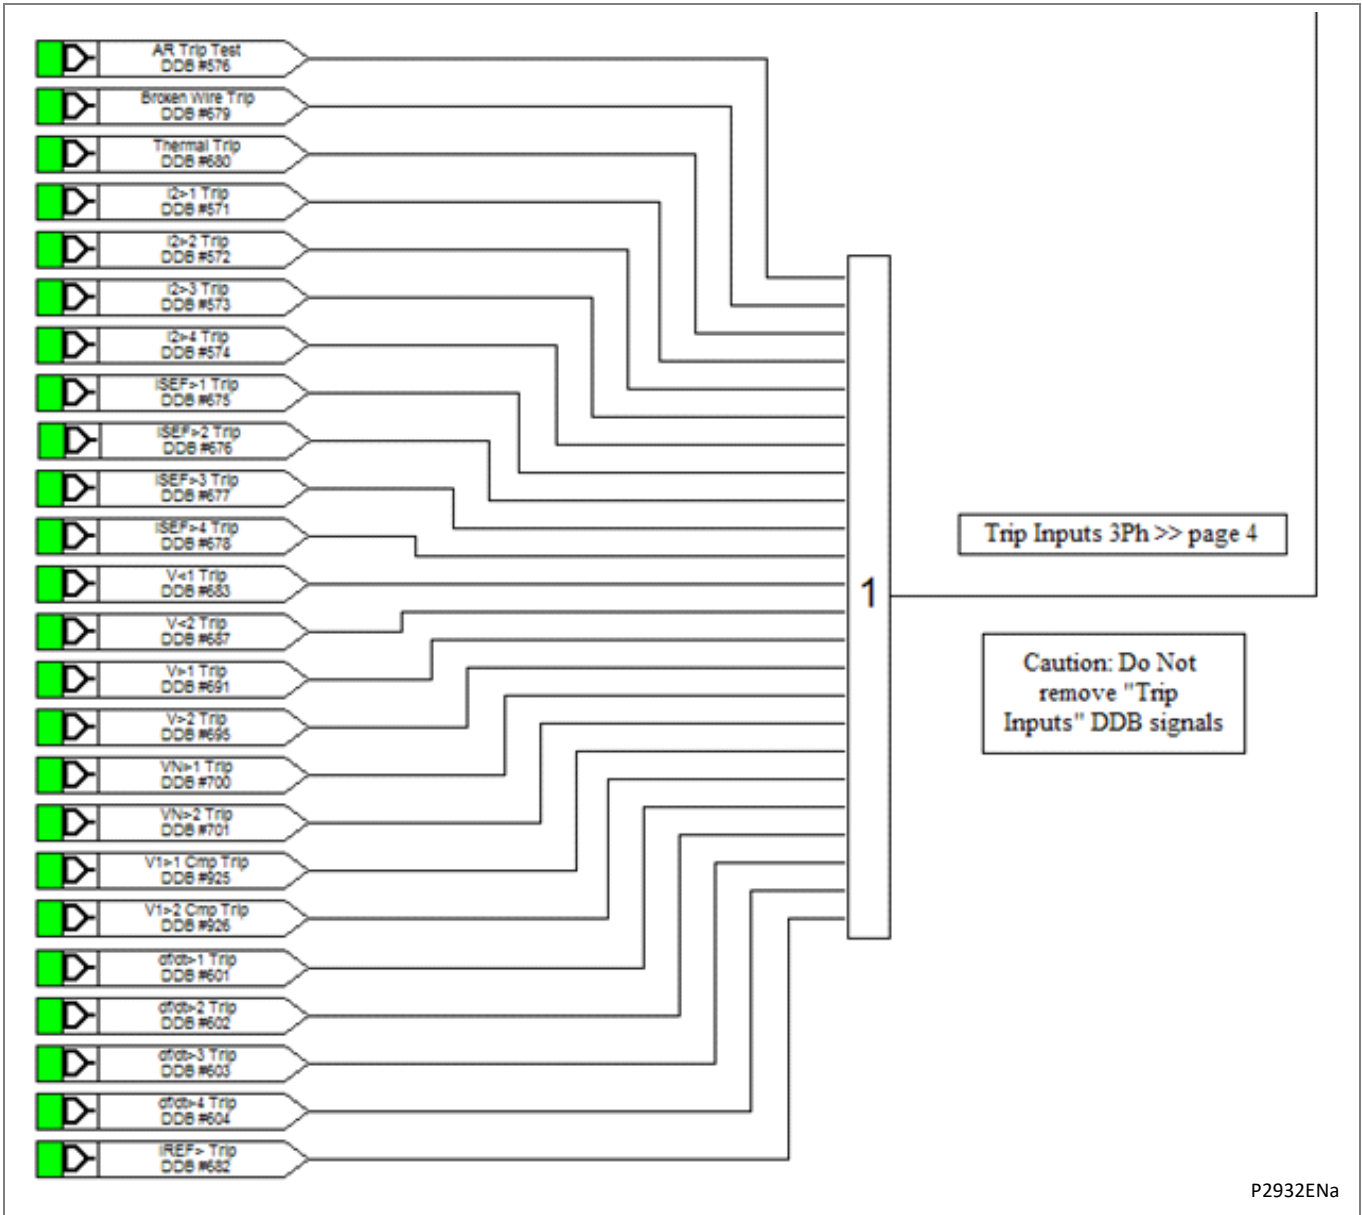 AR Trip Test
DDB #576
Broken Wire Trip
DDB #679
Thermal Trip
DDB #680
I2>1 Trip
DDB #571
I2>2 Trip
DDB #572
I2>3 Trip
DDB #573
I2>4 Trip
DDB #574
ISEF>1 Trip
DDB #675
ISEF>2 Trip
DDB #676
ISEF>3 Trip
DDB #677
ISEF>4 Trip
DDB #678
V<1 Trip
DDB #683
V<2 Trip
DDB #687
V>1 Trip
DDB #691
V>2 Trip
DDB #695
VN>1 Trip
DDB #700
VN>2 Trip
DDB #701
V1>1 Cmp Trip
DDB #925
V1>2 Cmp Trip
DDB #926
df/dt>1 Trip
DDB #601
df/dt>2 Trip
DDB #602
df/dt>3 Trip
DDB #603
df/dt>4 Trip
DDB #604
IREF> Trip
DDB #682
1
Trip Inputs 3Ph >> page 4
Caution: Do Not
remove "Trip
Inputs" DDB signals
P2932ENa